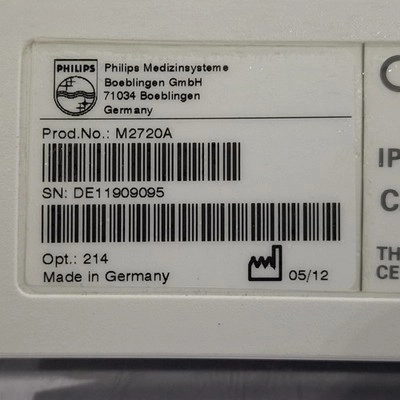 PHILIPS
Philips Medizinsysteme
Boeblingen GmbH
71034 Boeblingen
Germany
Prod.No.: M2720A
SN: DE11909095
Opt.: 214
Made in Germany
05/12
IP
C
TH
CE